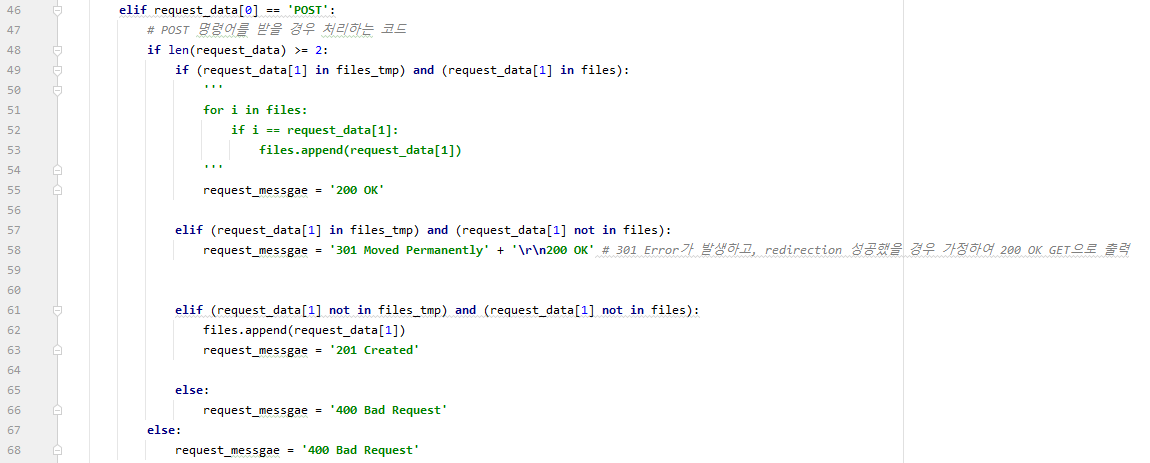 46 elif request_data[0] == 'POST':
47 # POST 명령어를 받을 경우 처리하는 코드
48 if len(request_data) >= 2:
49 if (request_data[1] in files_tmp) and (request_data[1] in files):
50 '''
51 for i in files:
52 if i == request_data[1]:
53 files.append(request_data[1])
54 '''
55 request_messgae = '200 OK'
56
57 elif (request_data[1] in files_tmp) and (request_data[1] not in files):
58 request_messgae = '301 Moved Permanently' + '\r\n200 OK' # 301 Error가 발생하고, redirection 성공했을 경우 가정하여 200 OK GET으로 출력
59
60
61 elif (request_data[1] not in files_tmp) and (request_data[1] not in files):
62 files.append(request_data[1])
63 request_messgae = '201 Created'
64
65 else:
66 request_messgae = '400 Bad Request'
67 else:
68 request_messgae = '400 Bad Request'